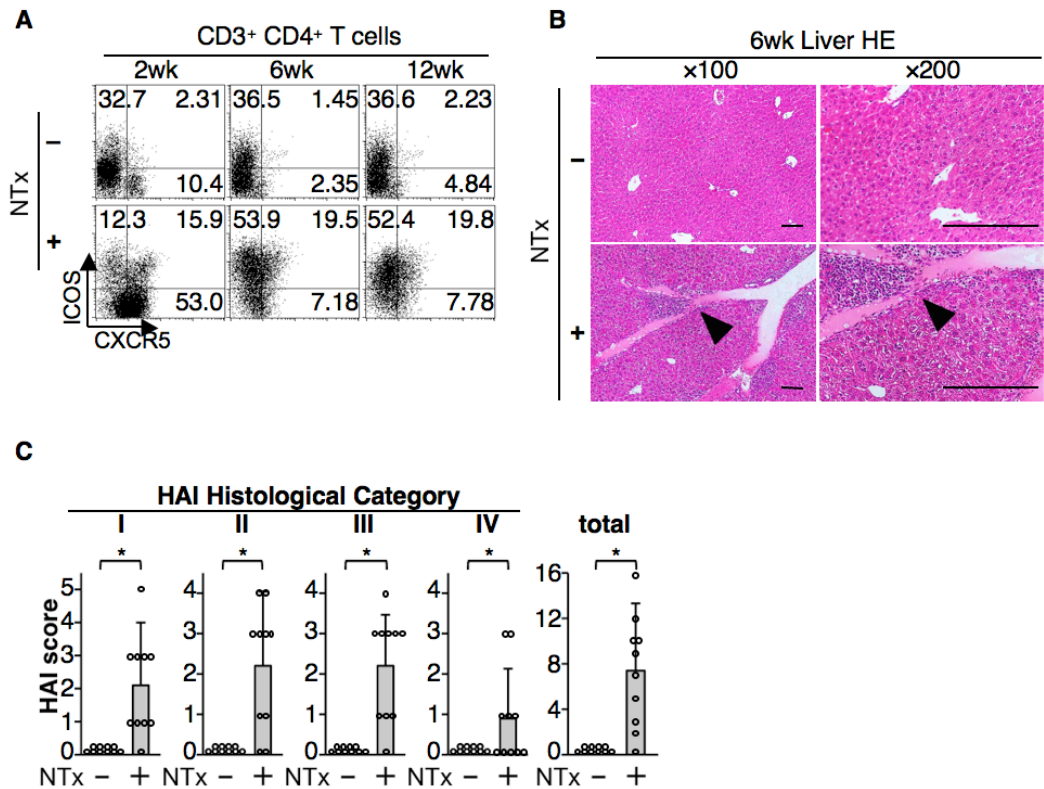 A
CD3+ CD4+ T cells
2wk 6wk 12wk
NTx
−
32.7 2.31 36.5 1.45 36.6 2.23
10.4 2.35 4.84
+
12.3 15.9 53.9 19.5 52.4 19.8
53.0 7.18 7.78
ICOS
CXCR5
B
6wk Liver HE
×100 ×200
NTx
−
+
C
HAI Histological Category
I II III IV total
* * * * *
HAI score
5 4 4 4 16
4 3 3 3 12
3 2 2 2 8
2 1 1 1 4
1
0 0 0 0 0
NTx − + − + − + − + NTx − +